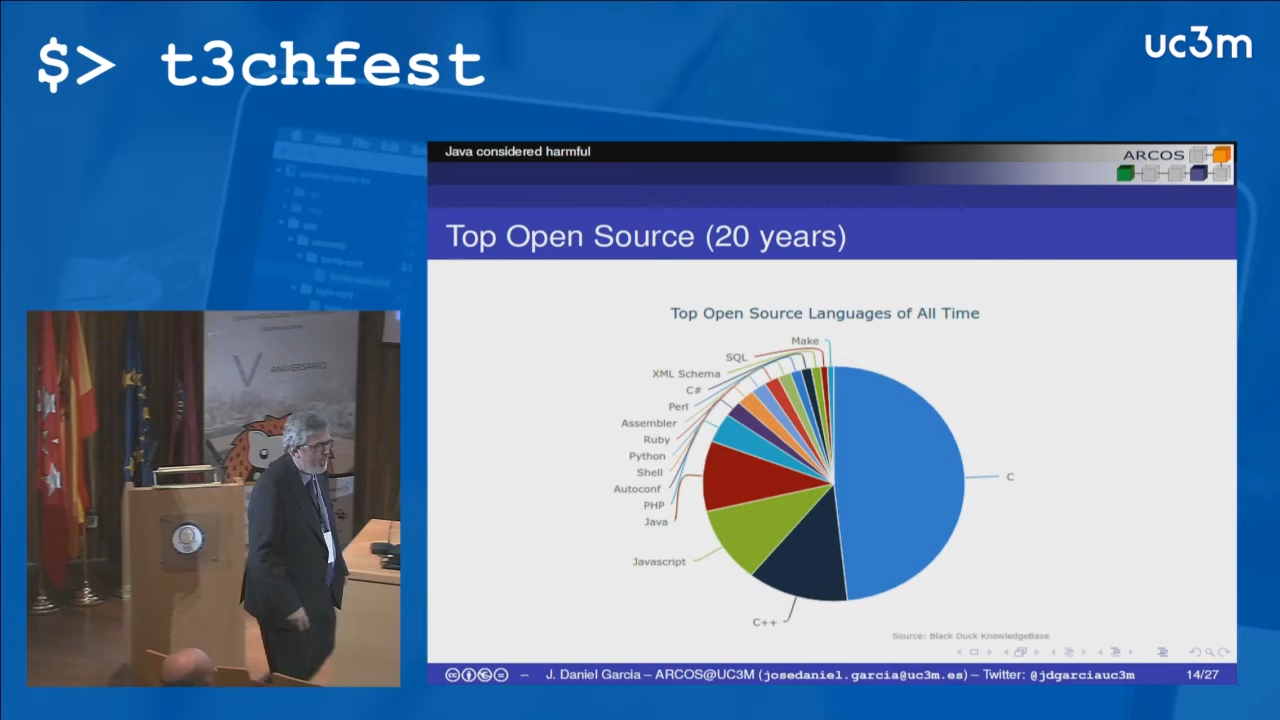 $> t3chfest
uc3m
Java considered harmful
ARCOS
Top Open Source (20 years)
Top Open Source Languages of All Time
Make
SQL
XML Schema
C#
Perl
Assembler
Ruby
Python
Shell
Autoconf
PHP
Java
Javascript
C++
C
Source: Black Duck KnowledgeBase
V ANIVERSARIO
J. Daniel Garcia – ARCOS@UC3M (josedaniel.garcia@uc3m.es) – Twitter: @jdgarciauc3m
14/27